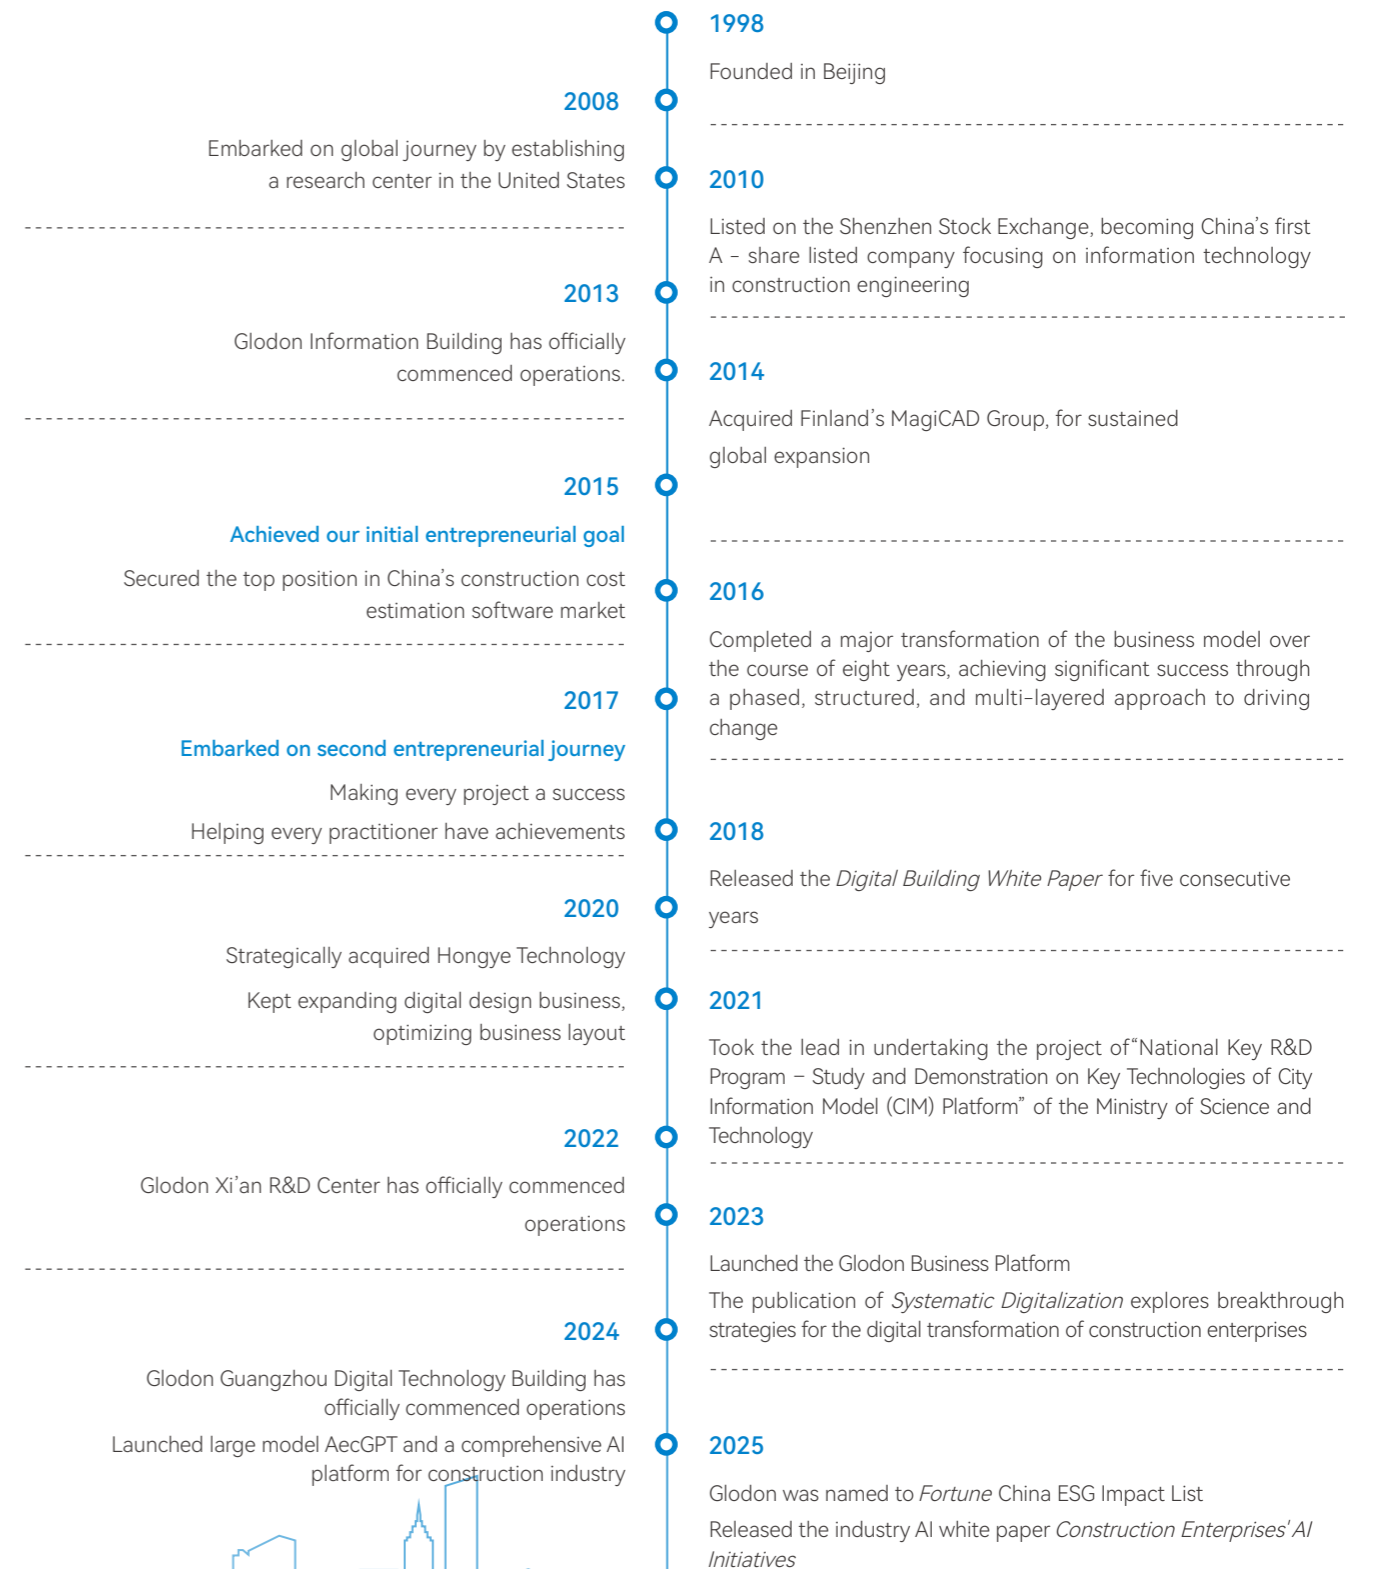 1998
Founded in Beijing
2008
Embarked on global journey by establishing
a research center in the United States
2010
Listed on the Shenzhen Stock Exchange, becoming China's first
A - share listed company focusing on information technology
in construction engineering
2013
Glodon Information Building has officially
commenced operations.
2014
Acquired Finland's MagiCAD Group, for sustained
global expansion
2015
Achieved our initial entrepreneurial goal
Secured the top position in China's construction cost
estimation software market
2016
Completed a major transformation of the business model over
the course of eight years, achieving significant success through
a phased, structured, and multi-layered approach to driving
change
2017
Embarked on second entrepreneurial journey
Making every project a success
Helping every practitioner have achievements
2018
Released the Digital Building White Paper for five consecutive
years
2020
Strategically acquired Hongye Technology
Kept expanding digital design business,
optimizing business layout
2021
Took the lead in undertaking the project of“National Key R&D
Program – Study and Demonstration on Key Technologies of City
Information Model (CIM) Platform” of the Ministry of Science and
Technology
2022
Glodon Xi'an R&D Center has officially commenced
operations
2023
Launched the Glodon Business Platform
The publication of Systematic Digitalization explores breakthrough
strategies for the digital transformation of construction enterprises
2024
Glodon Guangzhou Digital Technology Building has
officially commenced operations
Launched large model AecGPT and a comprehensive AI
platform for construction industry
2025
Glodon was named to Fortune China ESG Impact List
Released the industry AI white paper Construction Enterprises' AI
Initiatives